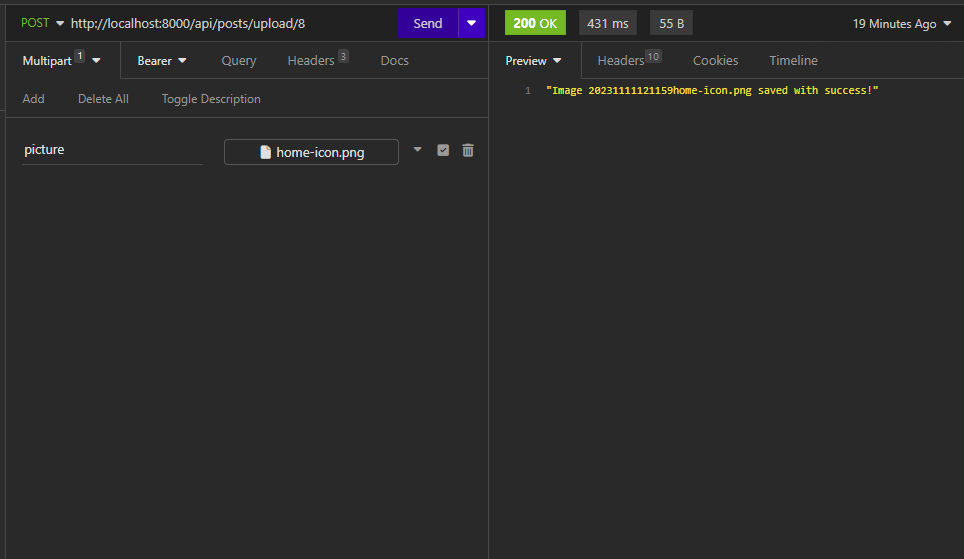 POST http://localhost:8000/api/posts/upload/8 Send
200 OK 431 ms 55 B 19 Minutes Ago
Multipart 1 Bearer Query Headers 3 Docs
Preview Headers 10 Cookies Timeline
Add Delete All Toggle Description
1 "Image 20231111121159home-icon.png saved with success!"
picture home-icon.png